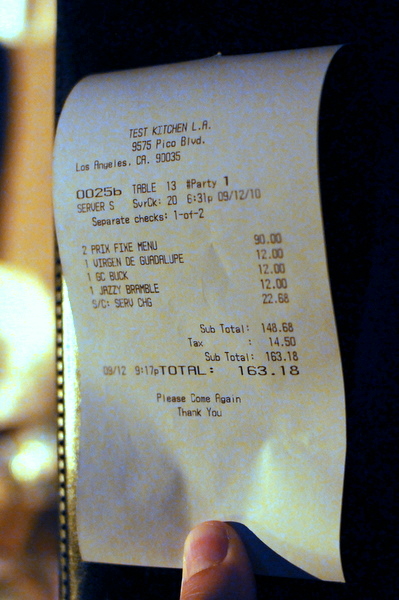 TEST KITCHEN L.A.
9575 Pico Blvd.
Los Angeles, CA. 90035
0025b TABLE 13 #Party 1
SERVER S SvrCk: 20 6:31p 09/12/10
Separate checks: 1-of-2
2 PRIX FIXE MENU 90.00
1 VIRGEN DE GUADALUPE 12.00
1 GC BUCK 12.00
1 JAZZY BRAMBLE 12.00
S/C: SERV CHG 22.68
Sub Total: 148.68
Tax : 14.50
Sub Total: 163.18
09/12 9:17pTOTAL: 163.18
Please Come Again
Thank You